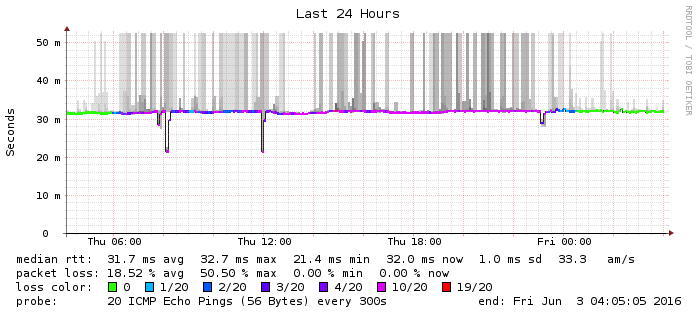 Last 24 Hours
RRDTOOL / TOBI OETIKER
Seconds
50 m
40 m
30 m
20 m
10 m
0
Thu 06:00 Thu 12:00 Thu 18:00 Fri 00:00
median rtt: 31.7 ms avg 32.7 ms max 21.4 ms min 32.0 ms now 1.0 ms sd 33.3 am/s
packet loss: 18.52 % avg 50.50 % max 0.00 % min 0.00 % now
loss color: 0 1/20 2/20 3/20 4/20 10/20 19/20
probe: 20 ICMP Echo Pings (56 Bytes) every 300s end: Fri Jun 3 04:05:05 2016